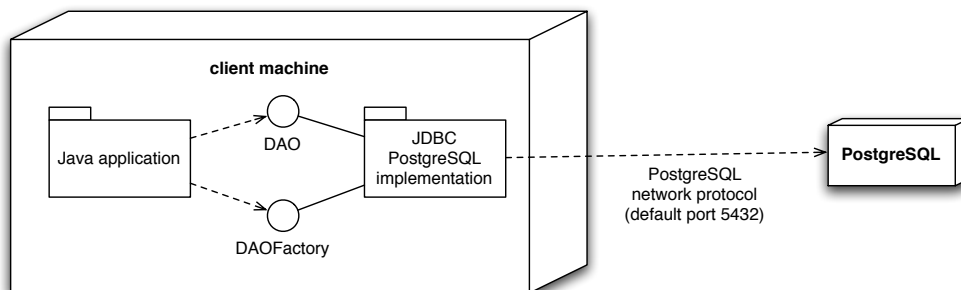 client machine
Java application
DAO
DAOFactory
JDBC
PostgreSQL
implementation
PostgreSQL
network protocol
(default port 5432)
PostgreSQL